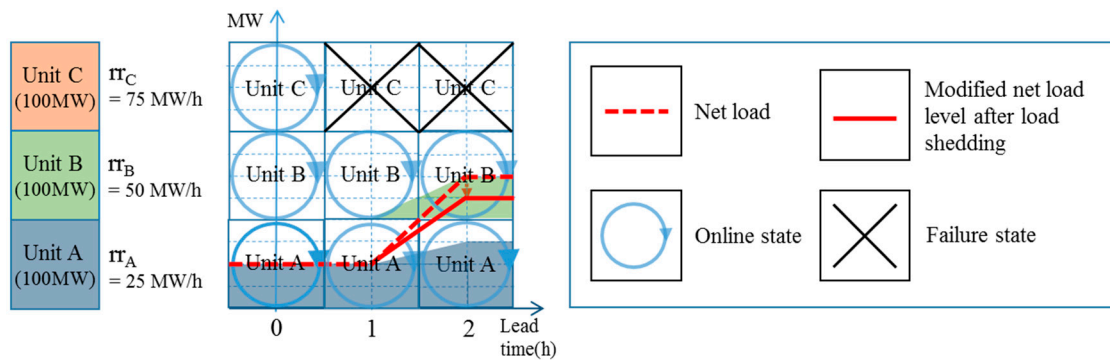 MW
Unit C
(100MW)
rr_C
= 75 MW/h
Unit C
Unit C
Unit C
Unit B
(100MW)
rr_B
= 50 MW/h
Unit B
Unit B
Unit B
Unit A
(100MW)
rr_A
= 25 MW/h
Unit A
Unit A
Unit A
0
1
2
Lead
time(h)
Net load
Modified net load
level after load
shedding
Online state
Failure state